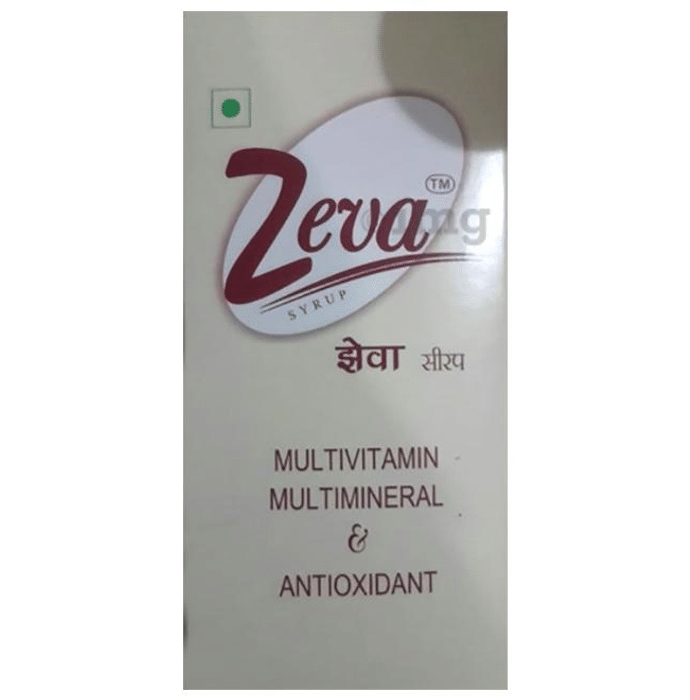 Zeva TM
SYRUP
झेवा सीरप
MULTIVITAMIN
MULTIMINERAL
&
ANTIOXIDANT